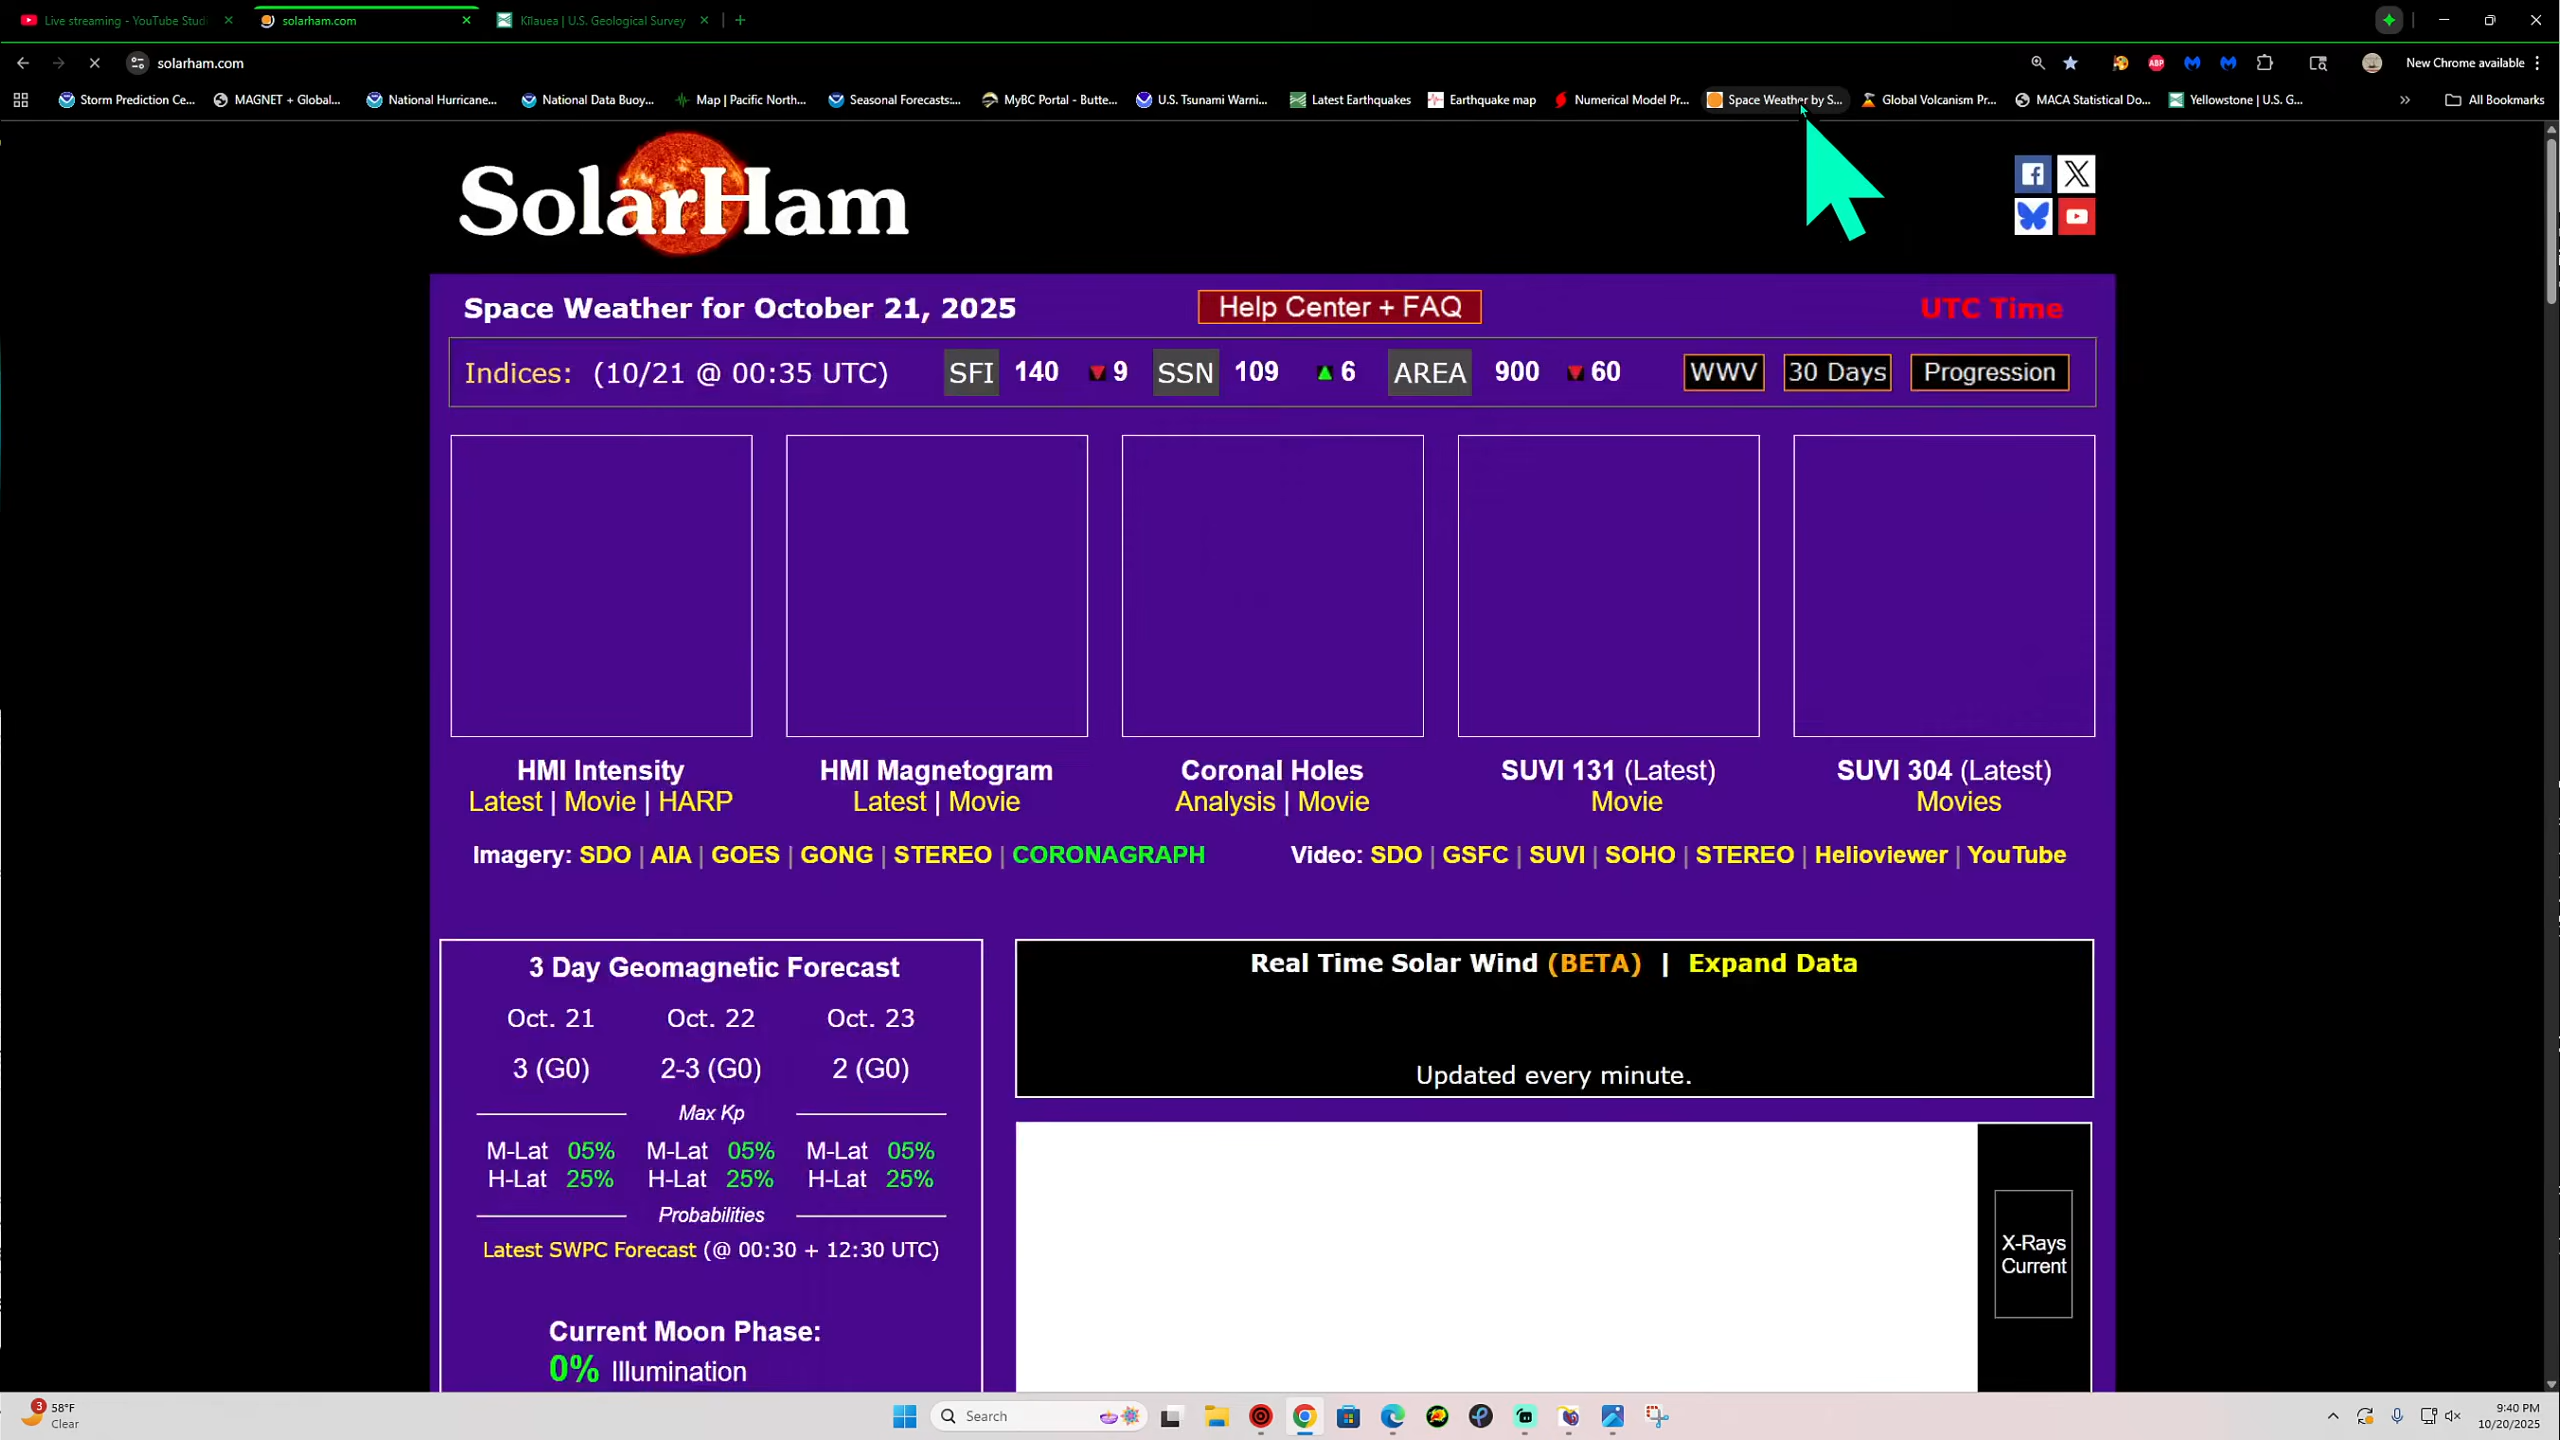 Live streaming - YouTube Studi
solarham.com
Kīlauea | U.S. Geological Survey
solarham.com
New Chrome available
Storm Prediction Ce...
MAGNET + Global...
National Hurricane...
National Data Buoy...
Map | Pacific North...
Seasonal Forecasts:...
MyBC Portal - Butte...
U.S. Tsunami Warni...
Latest Earthquakes
Earthquake map
Numerical Model Pr...
Space Weather by S...
Global Volcanism Pr...
MACA Statistical Do...
Yellowstone | U.S. G...
All Bookmarks
SolarHam
Space Weather for October 21, 2025
Help Center + FAQ
UTC Time
Indices: (10/21 @ 00:35 UTC) SFI 140 9 SSN 109 6 AREA 900 60 WWV 30 Days Progression
HMI Intensity
Latest | Movie | HARP
HMI Magnetogram
Latest | Movie
Coronal Holes
Analysis | Movie
SUVI 131 (Latest)
Movie
SUVI 304 (Latest)
Movies
Imagery: SDO | AIA | GOES | GONG | STEREO | CORONAGRAPH
Video: SDO | GSFC | SUVI | SOHO | STEREO | Helioviewer | YouTube
3 Day Geomagnetic Forecast
Oct. 21 Oct. 22 Oct. 23
3 (G0) 2-3 (G0) 2 (G0)
Max Kp
M-Lat 05% M-Lat 05% M-Lat 05%
H-Lat 25% H-Lat 25% H-Lat 25%
Probabilities
Latest SWPC Forecast (@ 00:30 + 12:30 UTC)
Current Moon Phase:
0% Illumination
Real Time Solar Wind (BETA) | Expand Data
Updated every minute.
X-Rays
Current
3
58°F
Clear
Search
9:40 PM
10/20/2025